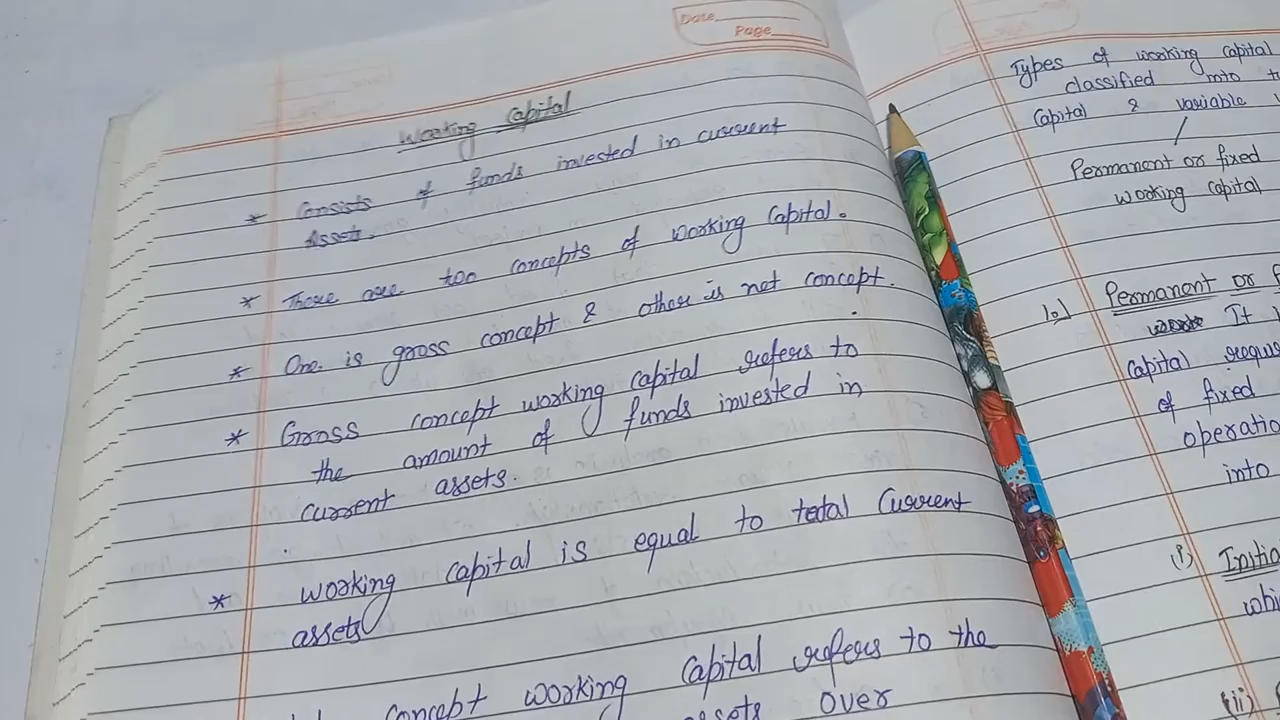 Date
Page
Working Capital
* Consists of funds invested in current
Assets.
* There are too concepts of working Capital.
* One is gross concept & other is net concept.
* Gross concept working capital refers to
the amount of funds invested in
current assets.
* working capital is equal to total Current
assets
concept working capital refers to the
assets over
Types of working Capital
classified into
Capital & variable
Permanent or fixed
working capital
1o.) Permanent or
It
Capital
of fixed
operatio
into
(i) Initia
whi
(ii)